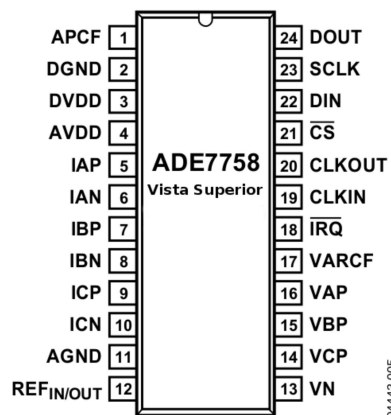 APCF 1
DGND 2
DVDD 3
AVDD 4
IAP 5
IAN 6
IBP 7
IBN 8
ICP 9
ICN 10
AGND 11
REFIN/OUT 12
ADE7758
Vista Superior
24 DOUT
23 SCLK
22 DIN
21 CS
20 CLKOUT
19 CLKIN
18 IRQ
17 VARCF
16 VAP
15 VBP
14 VCP
13 VN
04443-005